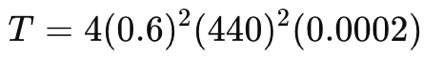 T = 4(0.6)²(440)²(0.0002)